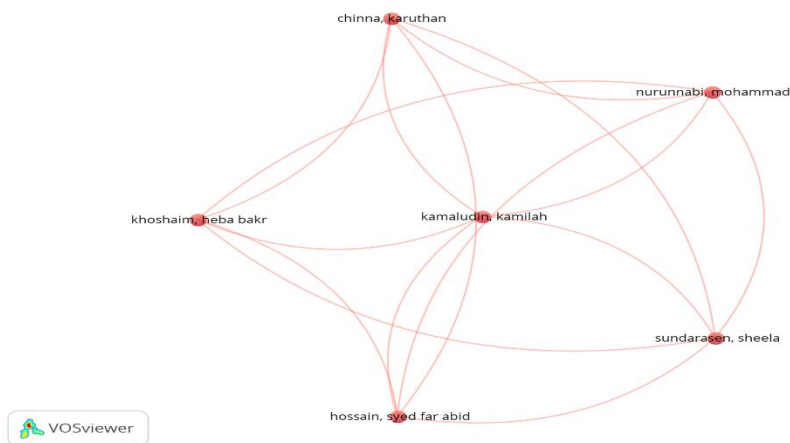 chinna, karuthan
nurunnabi, mohammad
khoshaim, heba bakr
kamaludin, kamilah
sundarasen, sheela
hossain, syed far abid
VOSviewer